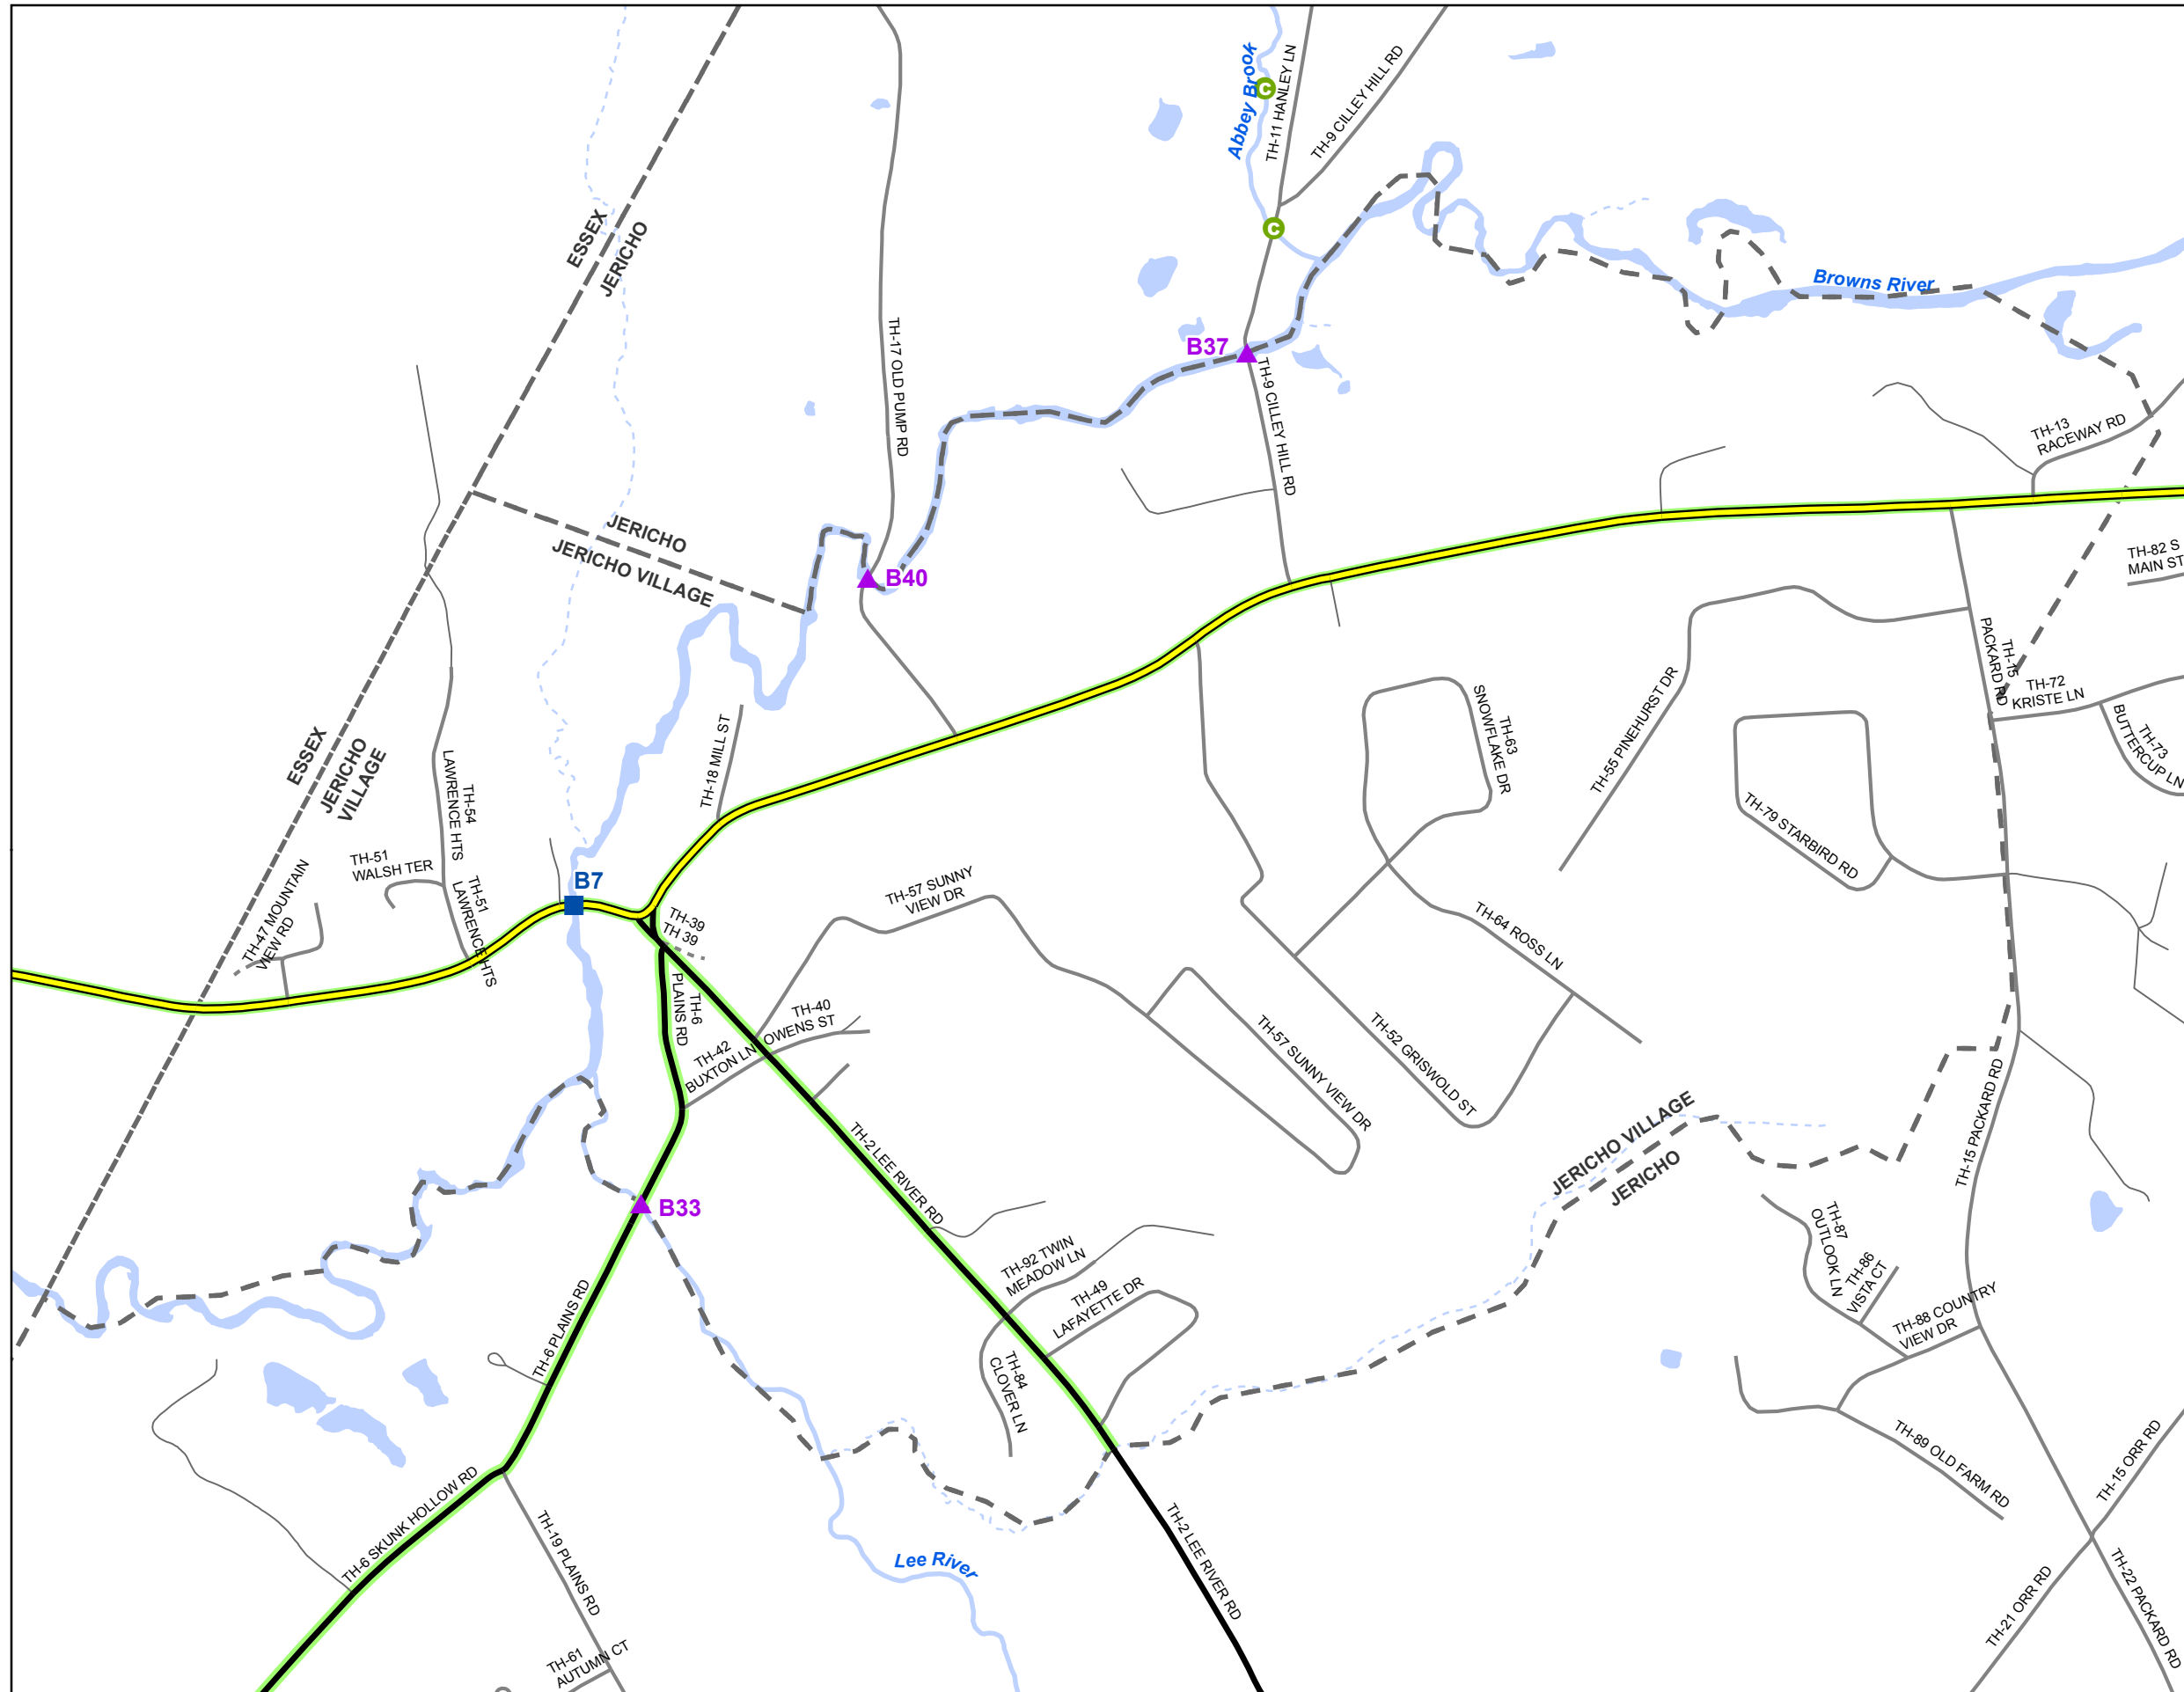 Abbey Brook
C
TH-11 HANLEY LN
TH-9 CILLEY HILL RD
C
ESSEX
JERICHO
Browns River
TH-17 OLD PUMP RD
B37
TH-9 CILLEY HILL RD
TH-13
RACEWAY RD
JERICHO
JERICHO VILLAGE
B40
TH-82 S
MAIN ST
TH-15
PACKARD RD
TH-72
KRISTE LN
TH-73
BUTTERCUP LN
TH-63
SNOWFLAKE DR
TH-55 PINEHURST DR
TH-79 STARBIRD RD
ESSEX
JERICHO
VILLAGE
TH-18 MILL ST
TH-54
LAWRENCE HTS
TH-51
WALSH TER
TH-51
LAWRENCE HTS
TH-47 MOUNTAIN
VIEW RD
B7
TH-39
TH 39
TH-57 SUNNY
VIEW DR
TH-64 ROSS LN
TH-6
PLAINS RD
TH-40
OWENS ST
TH-42
BUXTON LN
TH-57 SUNNY VIEW DR
TH-52 GRISWOLD ST
TH-2 LEE RIVER RD
JERICHO VILLAGE
JERICHO
TH-15 PACKARD RD
B33
TH-87
OUTLOOK LN
TH-86
VISTA CT
TH-88 COUNTRY
VIEW DR
TH-92 TWIN
MEADOW LN
TH-49
LAFAYETTE DR
TH-84
CLOVER LN
TH-6 PLAINS RD
TH-89 OLD FARM RD
TH-15 ORR RD
TH-6 SKUNK HOLLOW RD
TH-19 PLAINS RD
Lee River
TH-2 LEE RIVER RD
TH-21 ORR RD
TH-22 PACKARD RD
TH-61
AUTUMN CT